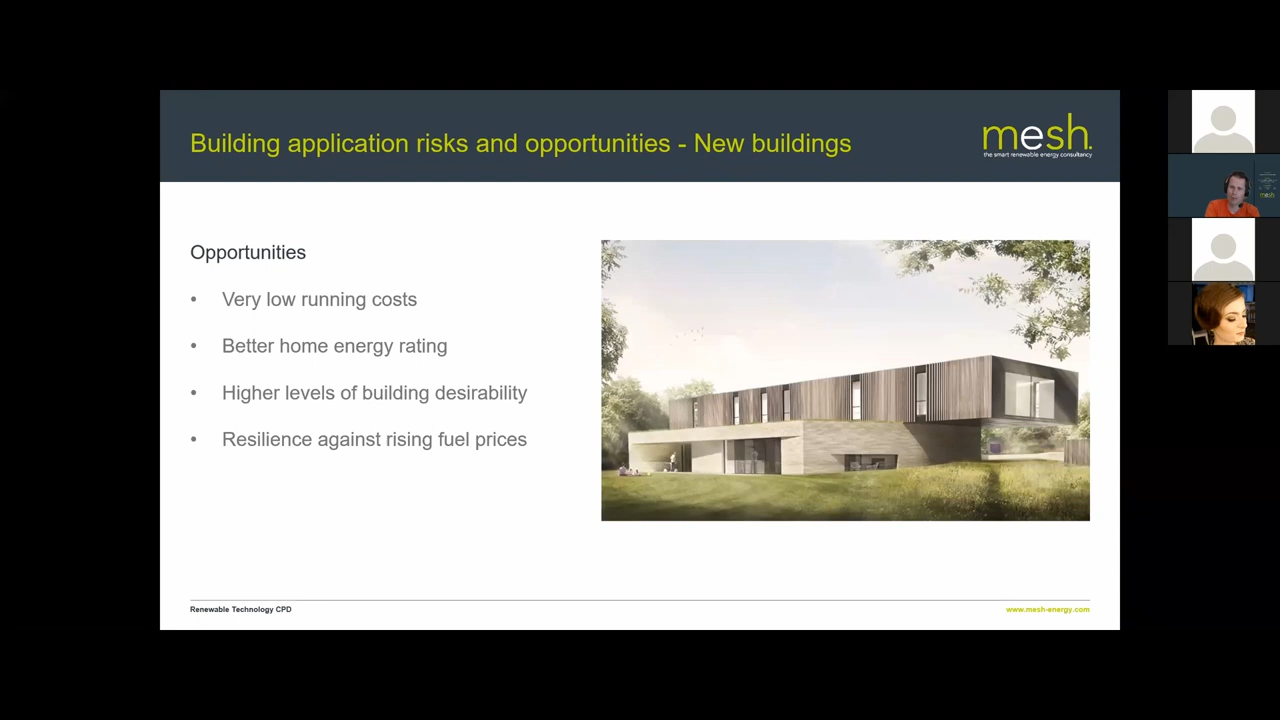 Building application risks and opportunities - New buildings
mesh.
the smart renewable energy consultancy
Opportunities
• Very low running costs
• Better home energy rating
• Higher levels of building desirability
• Resilience against rising fuel prices
Renewable Technology CPD
www.mesh-energy.com
mesh